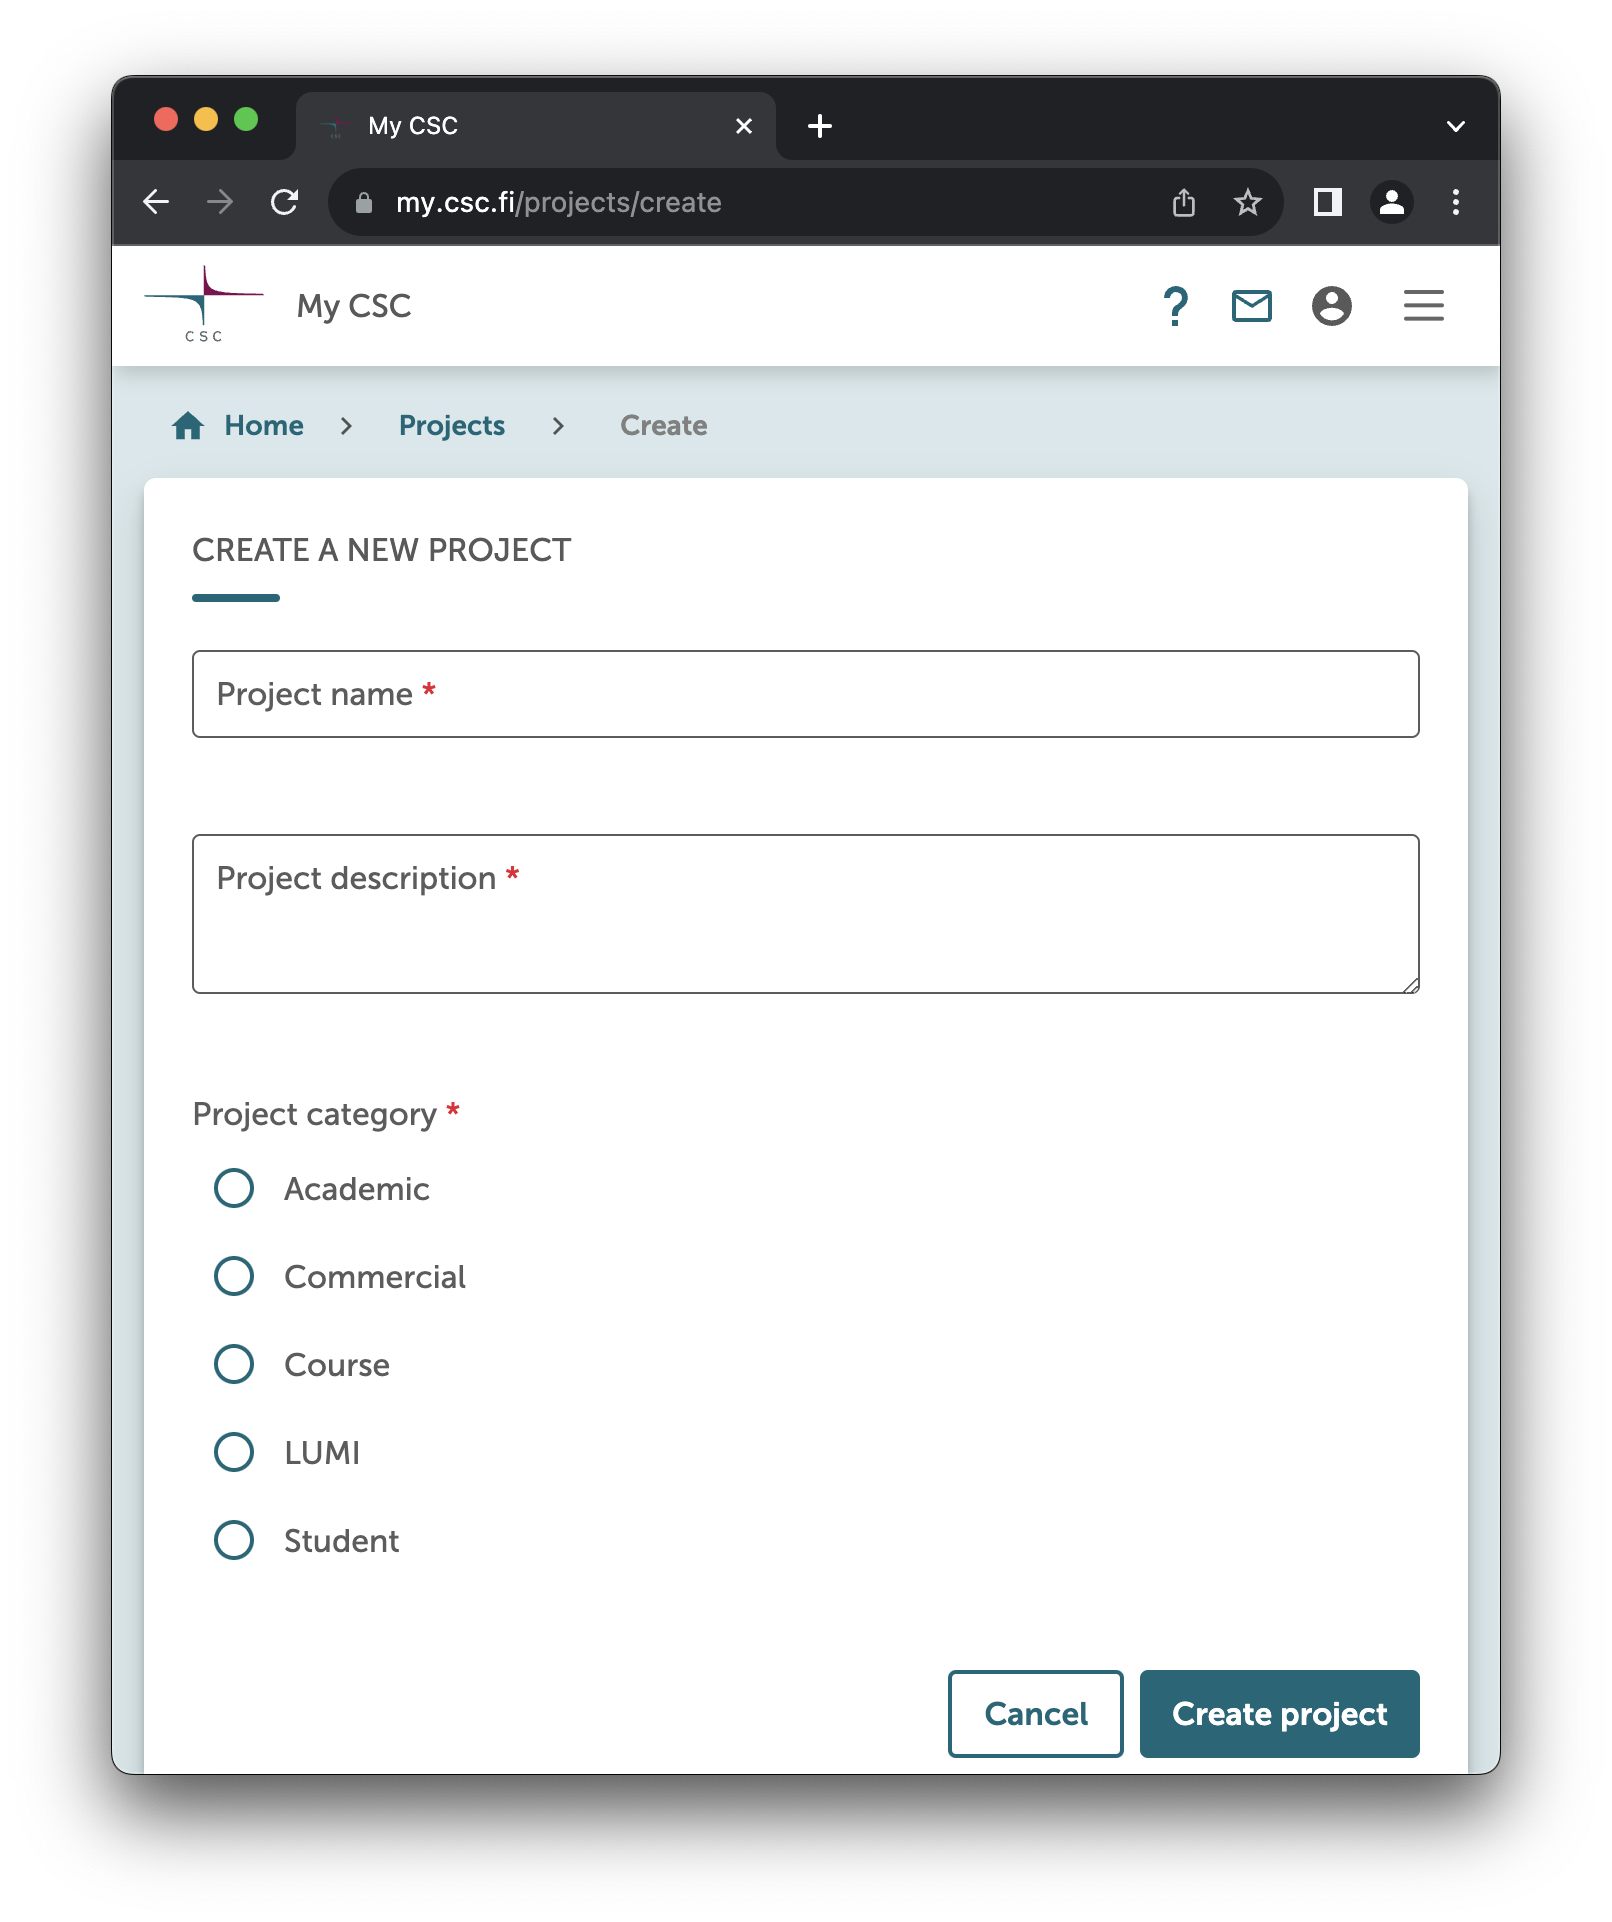 My CSC
my.csc.fi/projects/create
CSC
My CSC
Home > Projects > Create
CREATE A NEW PROJECT
Project name *
Project description *
Project category *
Academic
Commercial
Course
LUMI
Student
Cancel Create project